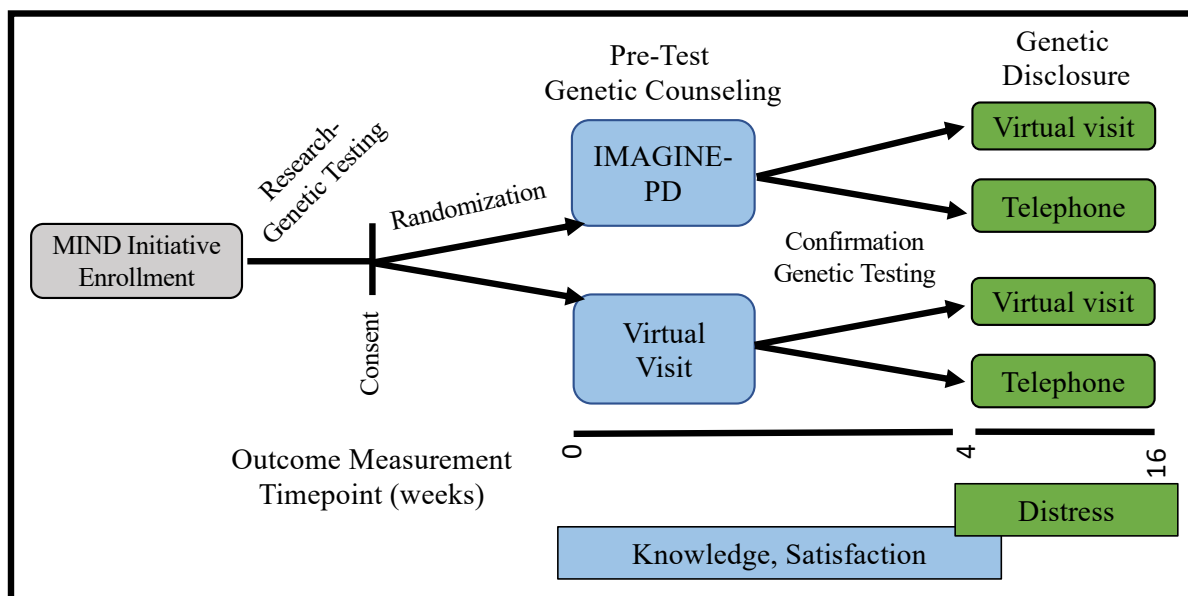 Pre-Test
Genetic Counseling
Genetic
Disclosure
Research-
Genetic Testing
MIND Initiative
Enrollment
Consent
Randomization
IMAGINE-
PD
Virtual
Visit
Confirmation
Genetic Testing
Virtual visit
Telephone
Virtual visit
Telephone
Outcome Measurement
Timepoint (weeks)
0
4
16
Distress
Knowledge, Satisfaction